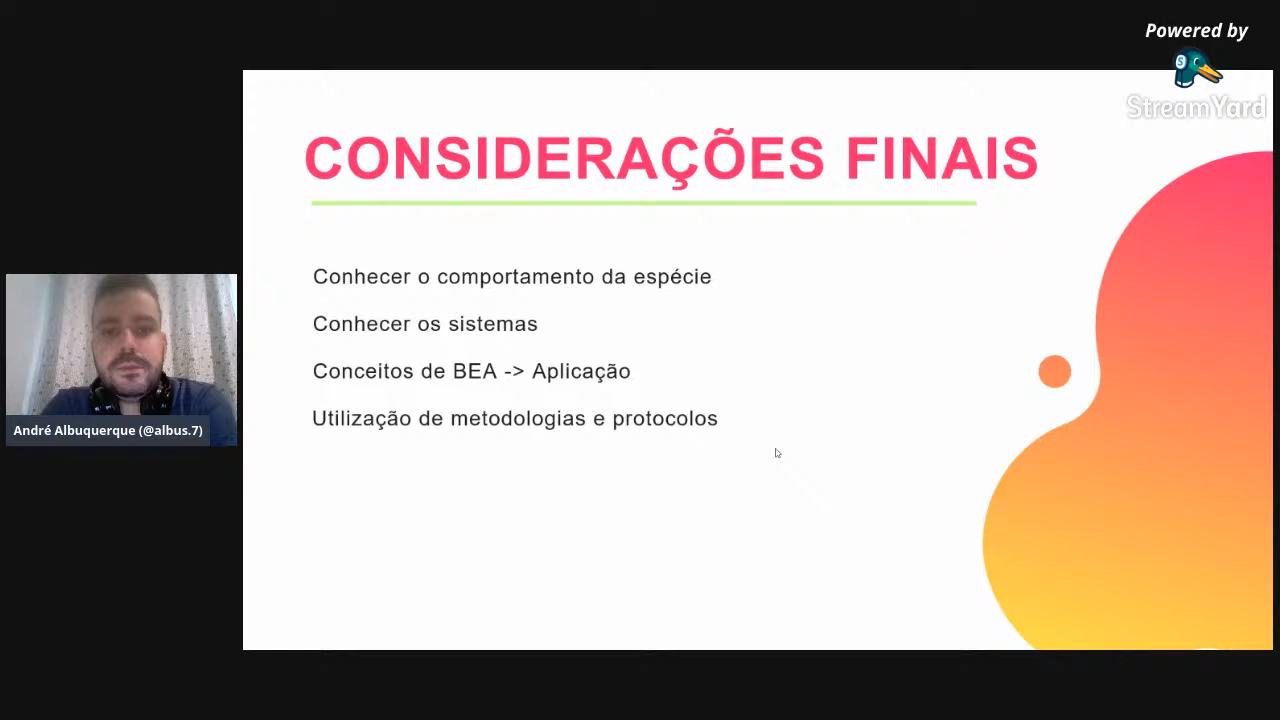 Powered by
StreamYard
CONSIDERAÇÕES FINAIS
Conhecer o comportamento da espécie
Conhecer os sistemas
Conceitos de BEA -> Aplicação
Utilização de metodologias e protocolos
André Albuquerque (@albus.7)